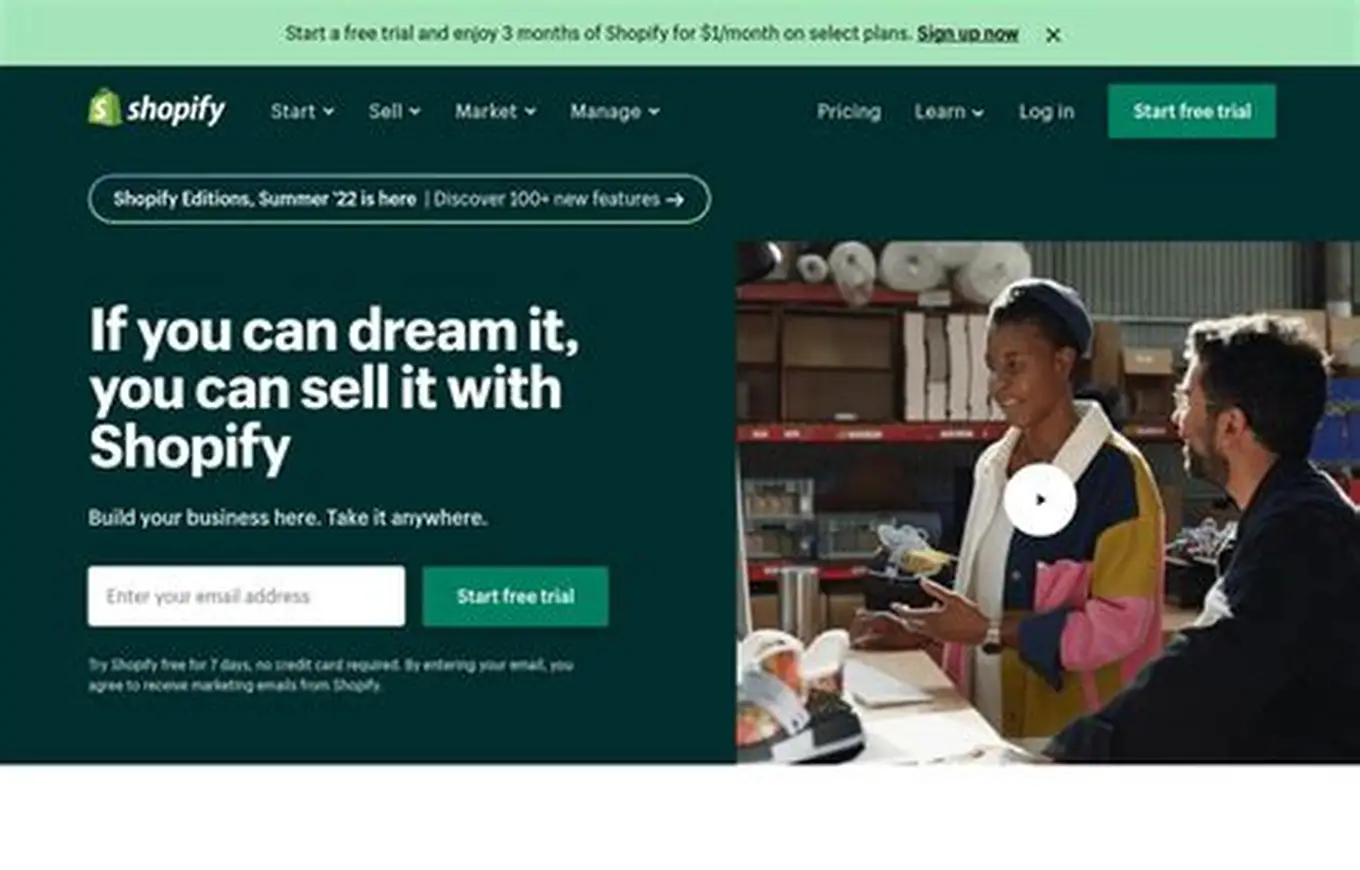 Start a free trial and enjoy 3 months of Shopify for $1/month on select plans. Sign up now
shopify Start Sell Market Manage Pricing Learn Log in Start free trial
Shopify Editions, Summer '22 is here | Discover 100+ new features →
If you can dream it,
you can sell it with
Shopify
Build your business here. Take it anywhere.
Enter your email address Start free trial
Try Shopify free for 7 days, no credit card required. By entering your email, you
agree to receive marketing emails from Shopify.